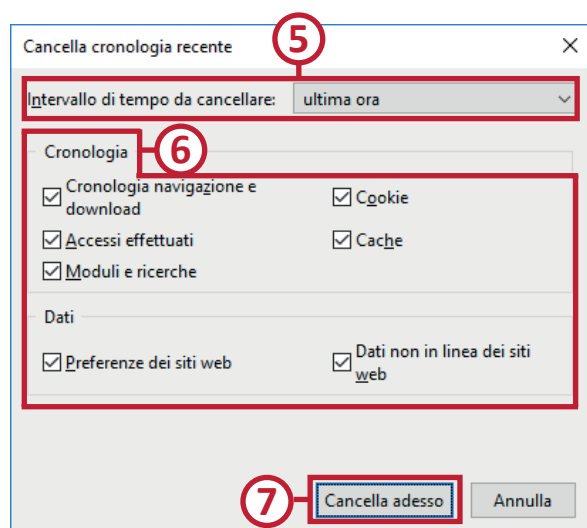 Cancella cronologia recente
5
Intervallo di tempo da cancellare: ultima ora
Cronologia
6
Cronologia navigazione e
download
Cookie
Accessi effettuati
Cache
Moduli e ricerche
Dati
Preferenze dei siti web
Dati non in linea dei siti
web
7
Cancella adesso
Annulla